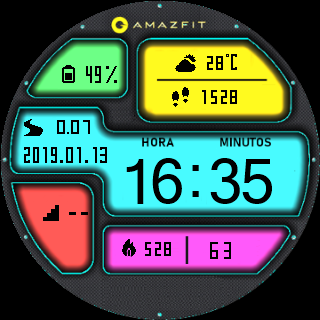 AMAZFIT
49%
28°C
1528
0.07
2019.01.13
HORA MINUTOS
16:35
--
528 | 63